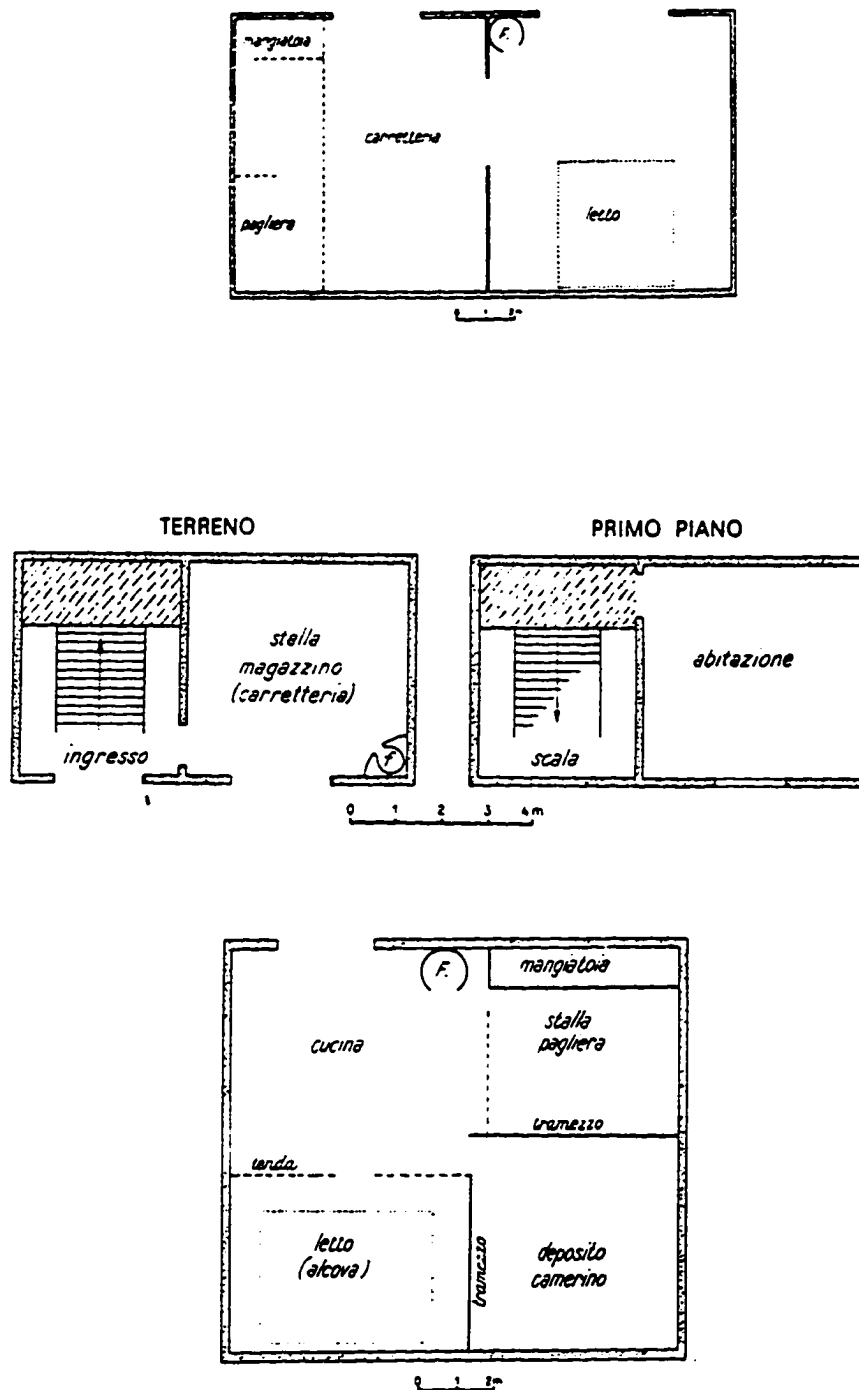 mangiatoia
F.
carretteria
pagliera
letto
0 1 2m
TERRENO
PRIMO PIANO
stalla
magazzino
(carretteria)
ingresso
f
abitazione
scala
0 1 2 3 4 m
F.
mangiatoia
stalla
pagliera
cucina
tramezzo
tenda
letto
(alcova)
tramezzo
deposito
camerino
0 1 2m